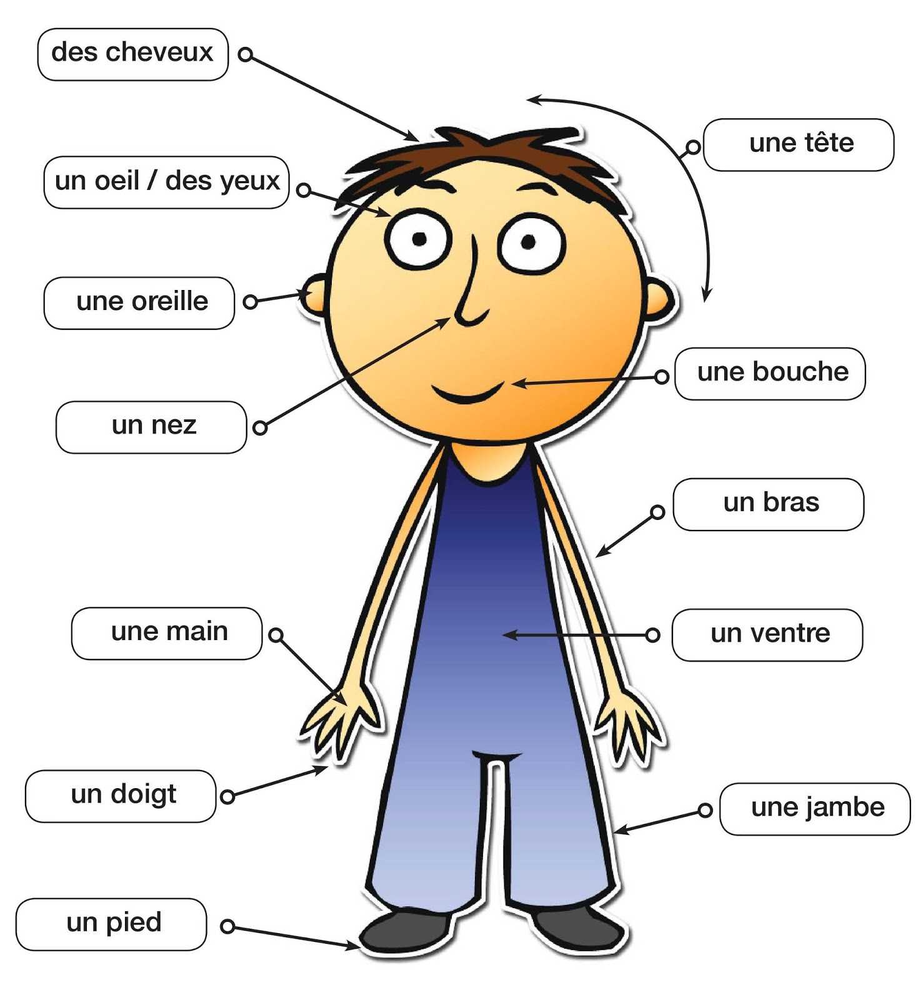 des cheveux
une tête
un oeil / des yeux
une oreille
une bouche
un nez
un bras
une main
un ventre
un doigt
une jambe
un pied